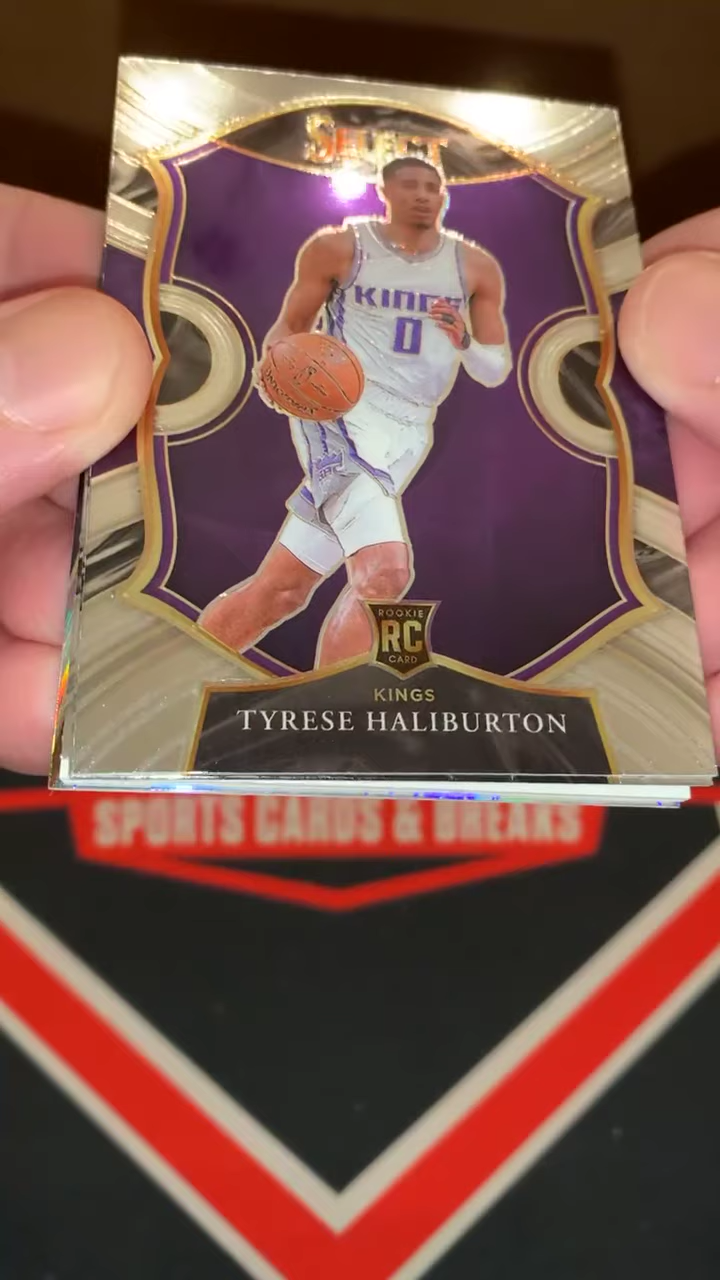 SELECT
KINGS
0
ROOKIE
RC
CARD
KINGS
TYRESE HALIBURTON
SPORTS CARDS & BREAKS